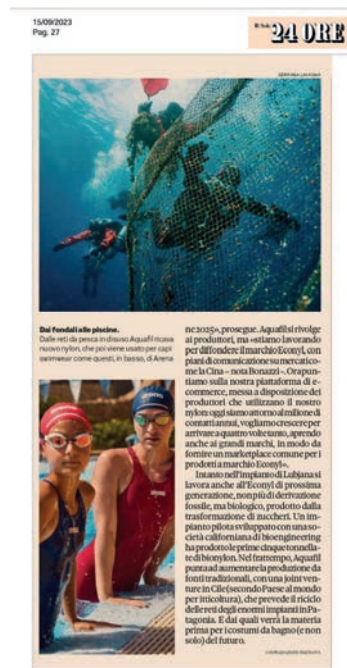 15/09/2023
Pag. 27
24 ORE
Dai fondali alle piscine.
Dalle reti da pesca in disuso Aquafil ricava
nuovo nylon, che poi viene usato per capi
swimwear come questi, in basso, di Arena
ne 2025», prosegue. Aquafil si rivolge
ai produttori, ma «stiamo lavorando
per diffondere il marchio Econyl, con
piani di comunicazione su mercati co-
me la Cina – nota Bonazzi –. Ora pun-
tiamo sulla nostra piattaforma di e-
commerce, messa a disposizione dei
produttori che utilizzano il nostro
nylon: oggi siamo attorno al milione di
contatti annui, vogliamo crescere per
arrivare a quattro volte tanto, aprendo
anche ai grandi marchi, in modo da
fornire un marketplace comune per i
prodotti a marchio Econyl».
Intanto nell'impianto di Lubjana si
lavora anche all'Econyl di prossima
generazione, non più di derivazione
fossile, ma biologico, prodotto dalla
trasformazione di zuccheri. Un im-
pianto pilota sviluppato con una so-
cietà californiana di bioengineering
ha prodotto le prime cinque tonnella-
te di bionylon. Nel frattempo, Aquafil
punta ad aumentare la produzione da
fonti tradizionali, con una joint ven-
ture in Cile (secondo Paese al mondo
per itticoltura), che prevede il riciclo
delle reti degli enormi impianti in Pa-
tagonia. E dai quali verrà la materia
prima per i costumi da bagno (e non
solo) del futuro.